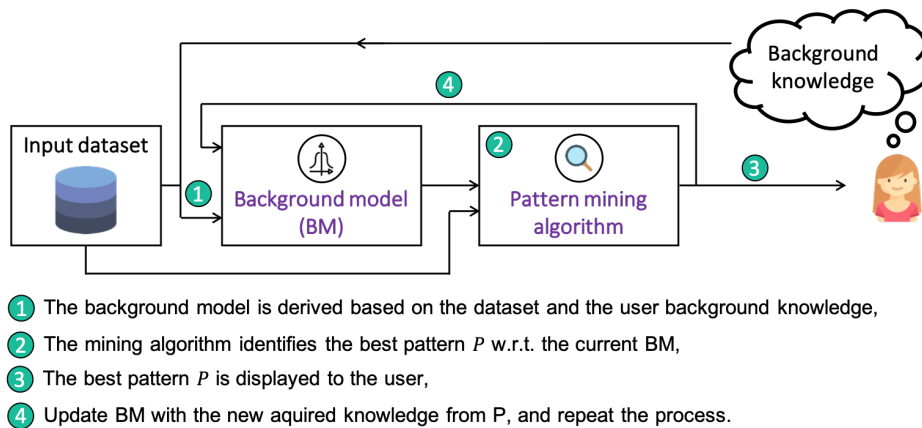 Background
knowledge
4
Input dataset
2
1
3
Background model
(BM)
Pattern mining
algorithm
1 The background model is derived based on the dataset and the user background knowledge,
2 The mining algorithm identifies the best pattern P w.r.t. the current BM,
3 The best pattern P is displayed to the user,
4 Update BM with the new aquired knowledge from P, and repeat the process.